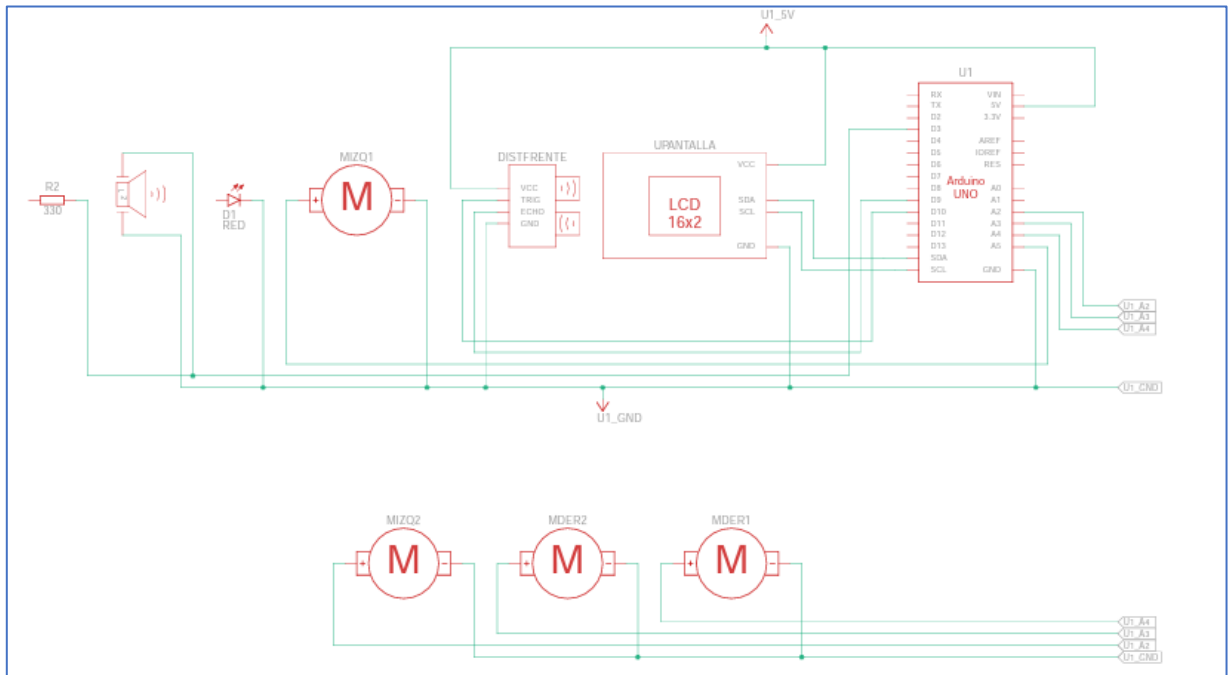 U1_5V
U1
RX
TX
D2
D3
D4
D5
D6
D7
D8
D9
D10
D11
D12
D13
SDA
SCL
VIN
5V
3.3V
AREF
IOREF
RES
A0
A1
A2
A3
A4
A5
GND
Arduino
UNO
R2
330
D1
RED
MIZQ1
+ M -
DISTFRENTE
VCC
TRIG
ECHO
GND
UPANTALLA
VCC
SDA
SCL
GND
LCD
16x2
U1_A2
U1_A3
U1_A4
U1_GND
U1_GND
MIZQ2
+ M -
MDER2
+ M -
MDER1
+ M -
U1_A4
U1_A3
U1_A2
U1_GND